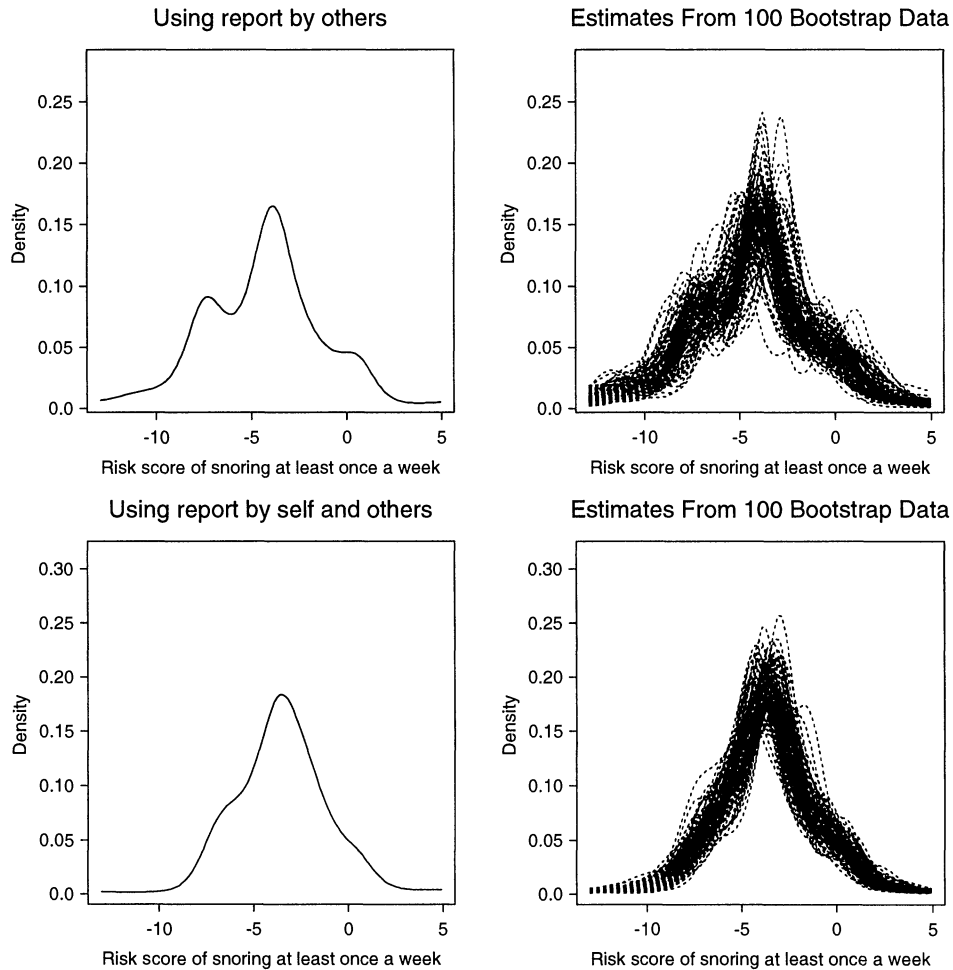 Using report by others
Estimates From 100 Bootstrap Data
0.25
0.20
0.15
0.10
0.05
0.0
Density
-10 -5 0 5
Risk score of snoring at least once a week
0.25
0.20
0.15
0.10
0.05
0.0
Density
-10 -5 0 5
Risk score of snoring at least once a week
Using report by self and others
Estimates From 100 Bootstrap Data
0.30
0.25
0.20
0.15
0.10
0.05
0.0
Density
-10 -5 0 5
Risk score of snoring at least once a week
0.30
0.25
0.20
0.15
0.10
0.05
0.0
Density
-10 -5 0 5
Risk score of snoring at least once a week